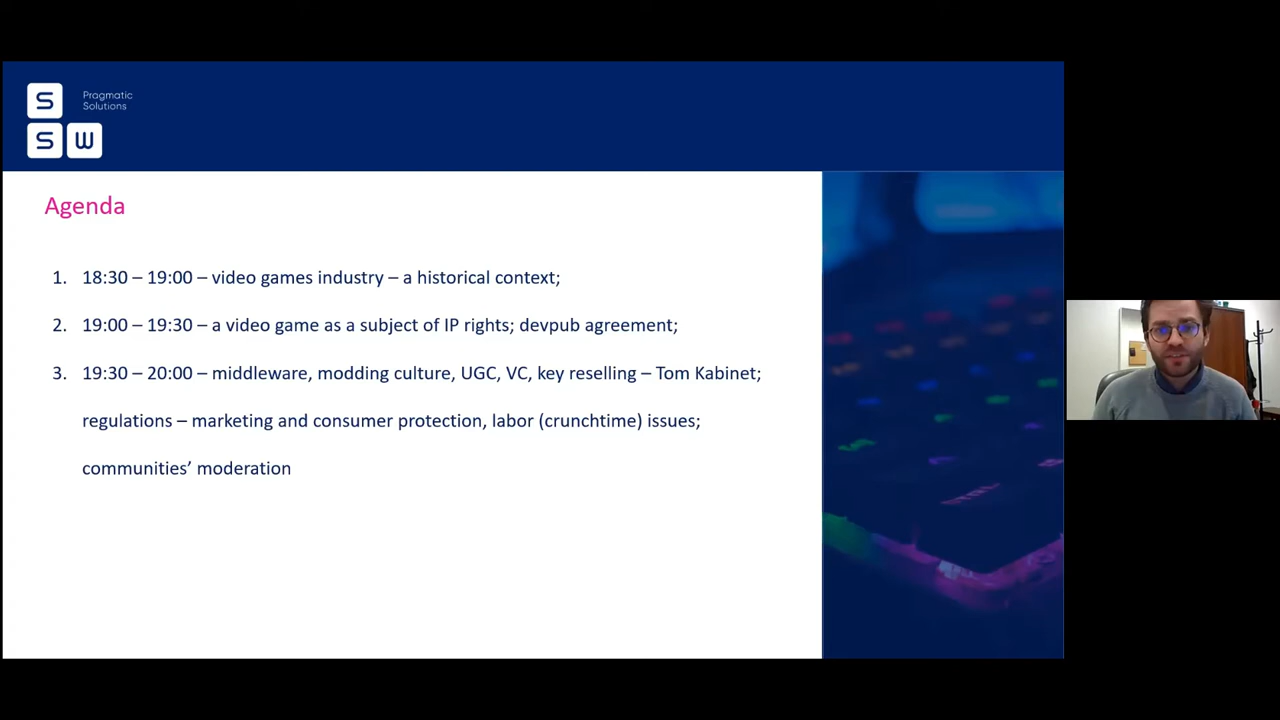 S
Pragmatic
Solutions
S W
Agenda
1. 18:30 – 19:00 – video games industry – a historical context;
2. 19:00 – 19:30 – a video game as a subject of IP rights; devpub agreement;
3. 19:30 – 20:00 – middleware, modding culture, UGC, VC, key reselling – Tom Kabinet;
regulations – marketing and consumer protection, labor (crunchtime) issues;
communities’ moderation